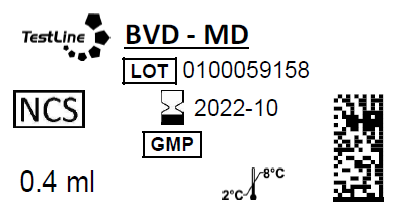 TestLine BVD - MD
LOT 0100059158
NCS 2022-10
GMP
0.4 ml
2°C 8°C